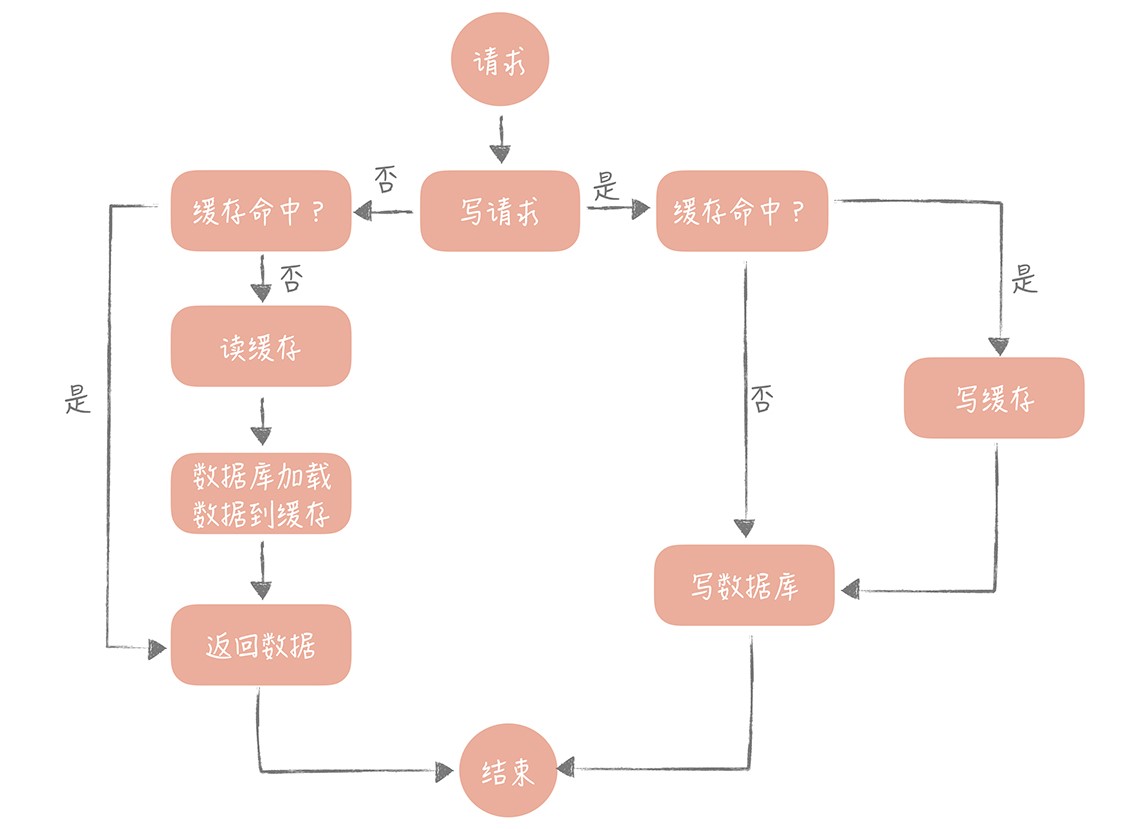 请求
否
是
缓存命中？
写请求
缓存命中？
否
是
读缓存
是
否
写缓存
数据库加载
数据到缓存
写数据库
返回数据
结束